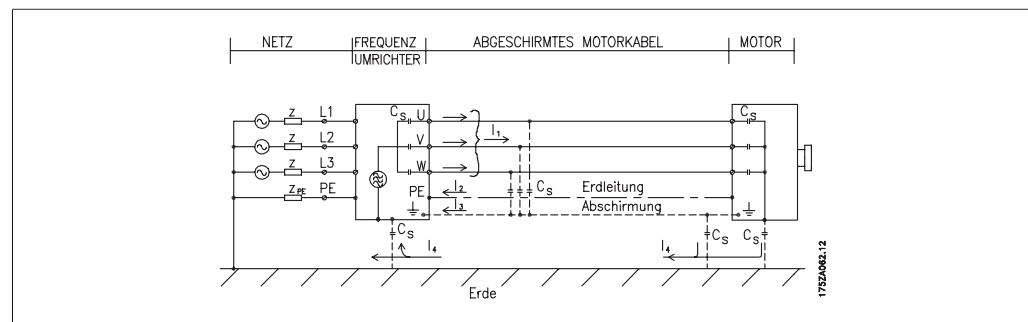 NETZ FREQUENZ UMRICHTER ABGESCHIRMTES MOTORKABEL MOTOR
Z L1 C_S U C_S
I_1
Z L2 V
Z L3 W
Z_PE PE PE I_2 C_S Erdleitung
I_3 Abschirmung
C_S C_S C_S
I_4 I_4
Erde
175ZA062.12